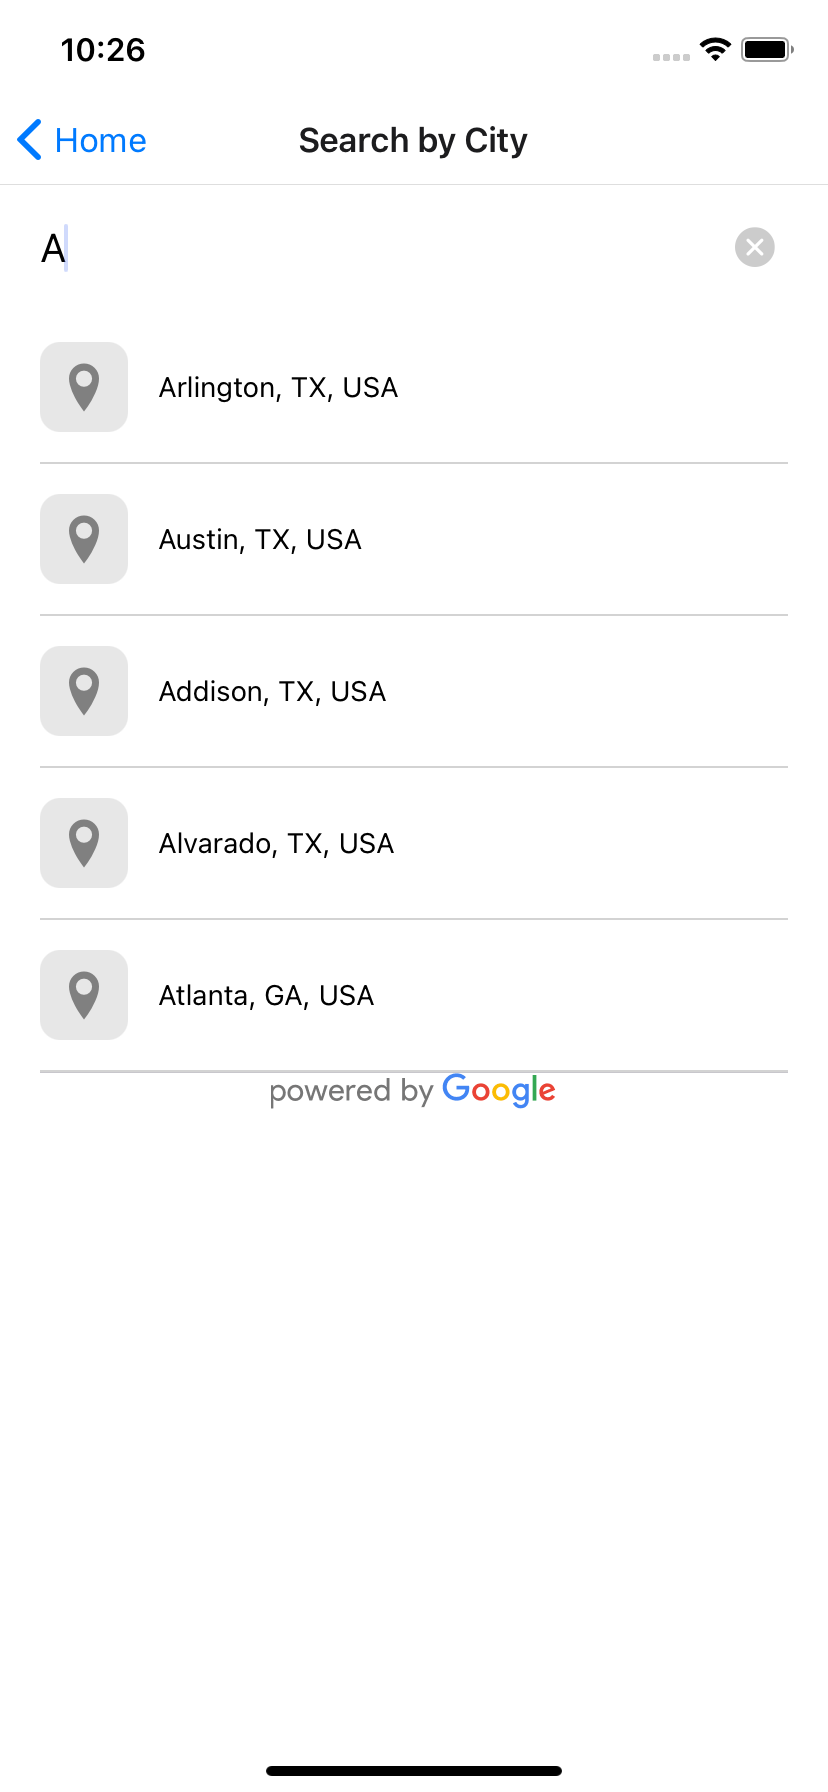 10:26
Home
Search by City
A
Arlington, TX, USA
Austin, TX, USA
Addison, TX, USA
Alvarado, TX, USA
Atlanta, GA, USA
powered by Google